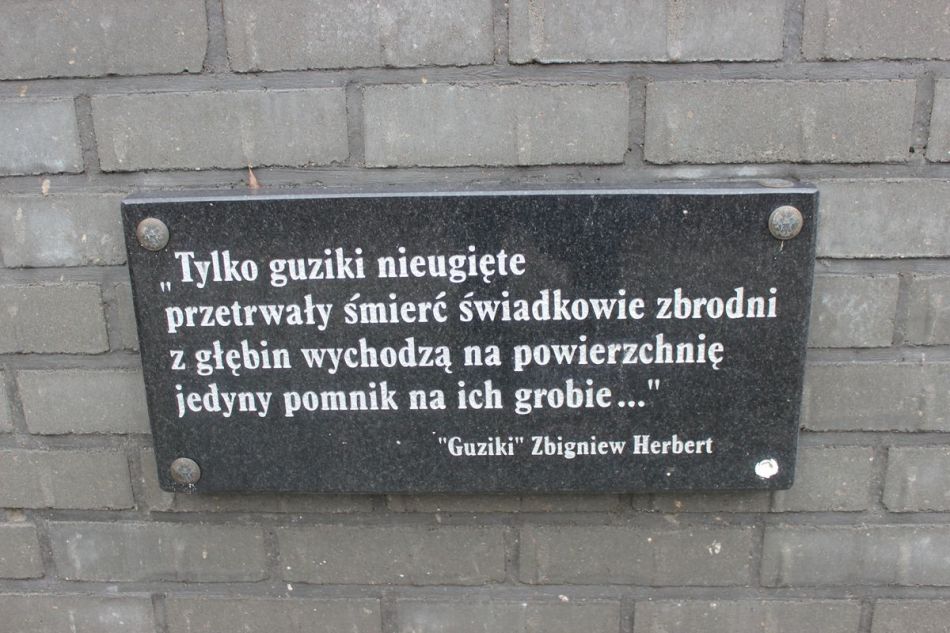 „Tylko guziki nieugięte
przetrwały śmierć świadkowie zbrodni
z głębin wychodzą na powierzchnię
jedyny pomnik na ich grobie..."
"Guziki" Zbigniew Herbert